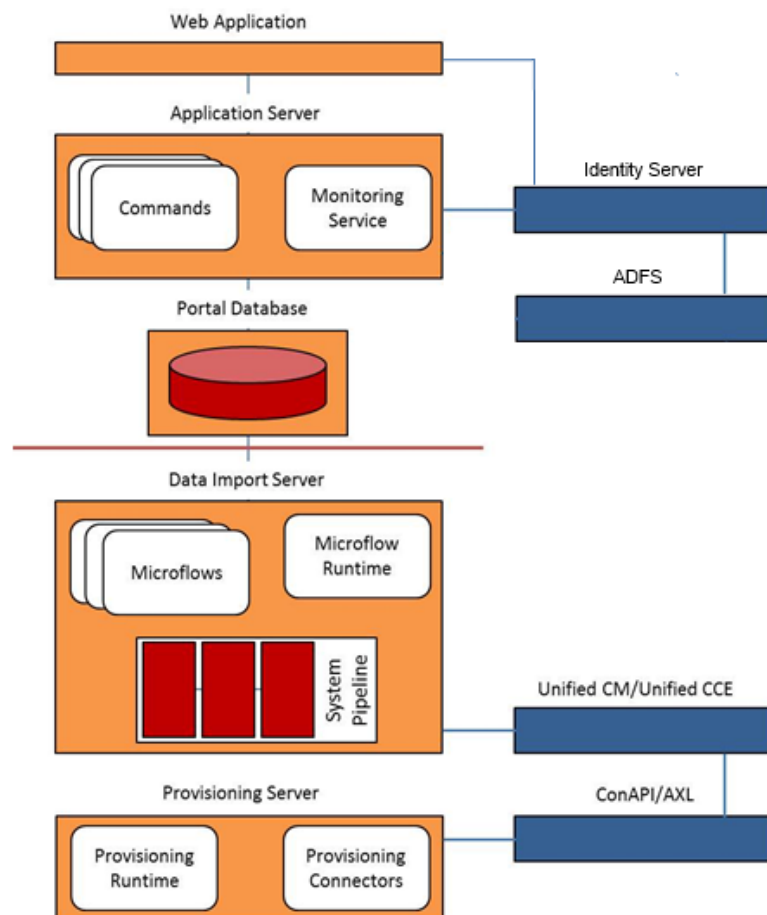 Web Application
Application Server
Commands
Monitoring
Service
Identity Server
ADFS
Portal Database
Data Import Server
Microflows
Microflow
Runtime
System
Pipeline
Unified CM/Unified CCE
Provisioning Server
ConAPI/AXL
Provisioning
Runtime
Provisioning
Connectors